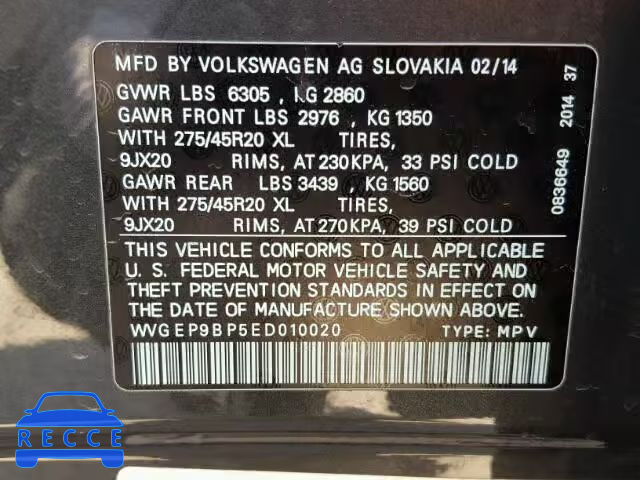 MFD BY VOLKSWAGEN AG SLOVAKIA 02/14
GVWR LBS 6305 , KG 2860
GAWR FRONT LBS 2976 , KG 1350
WITH 275/45R20 XL TIRES,
9JX20 RIMS, AT 230KPA, 33 PSI COLD
GAWR REAR LBS 3439 , KG 1560
WITH 275/45R20 XL TIRES,
9JX20 RIMS, AT 270KPA, 39 PSI COLD
THIS VEHICLE CONFORMS TO ALL APPLICABLE
U. S. FEDERAL MOTOR VEHICLE SAFETY AND
THEFT PREVENTION STANDARDS IN EFFECT ON
THE DATE OF MANUFACTURE SHOWN ABOVE.
WVGEP9BP5ED010020 TYPE: MPV
0836649 2014 37
RECCE